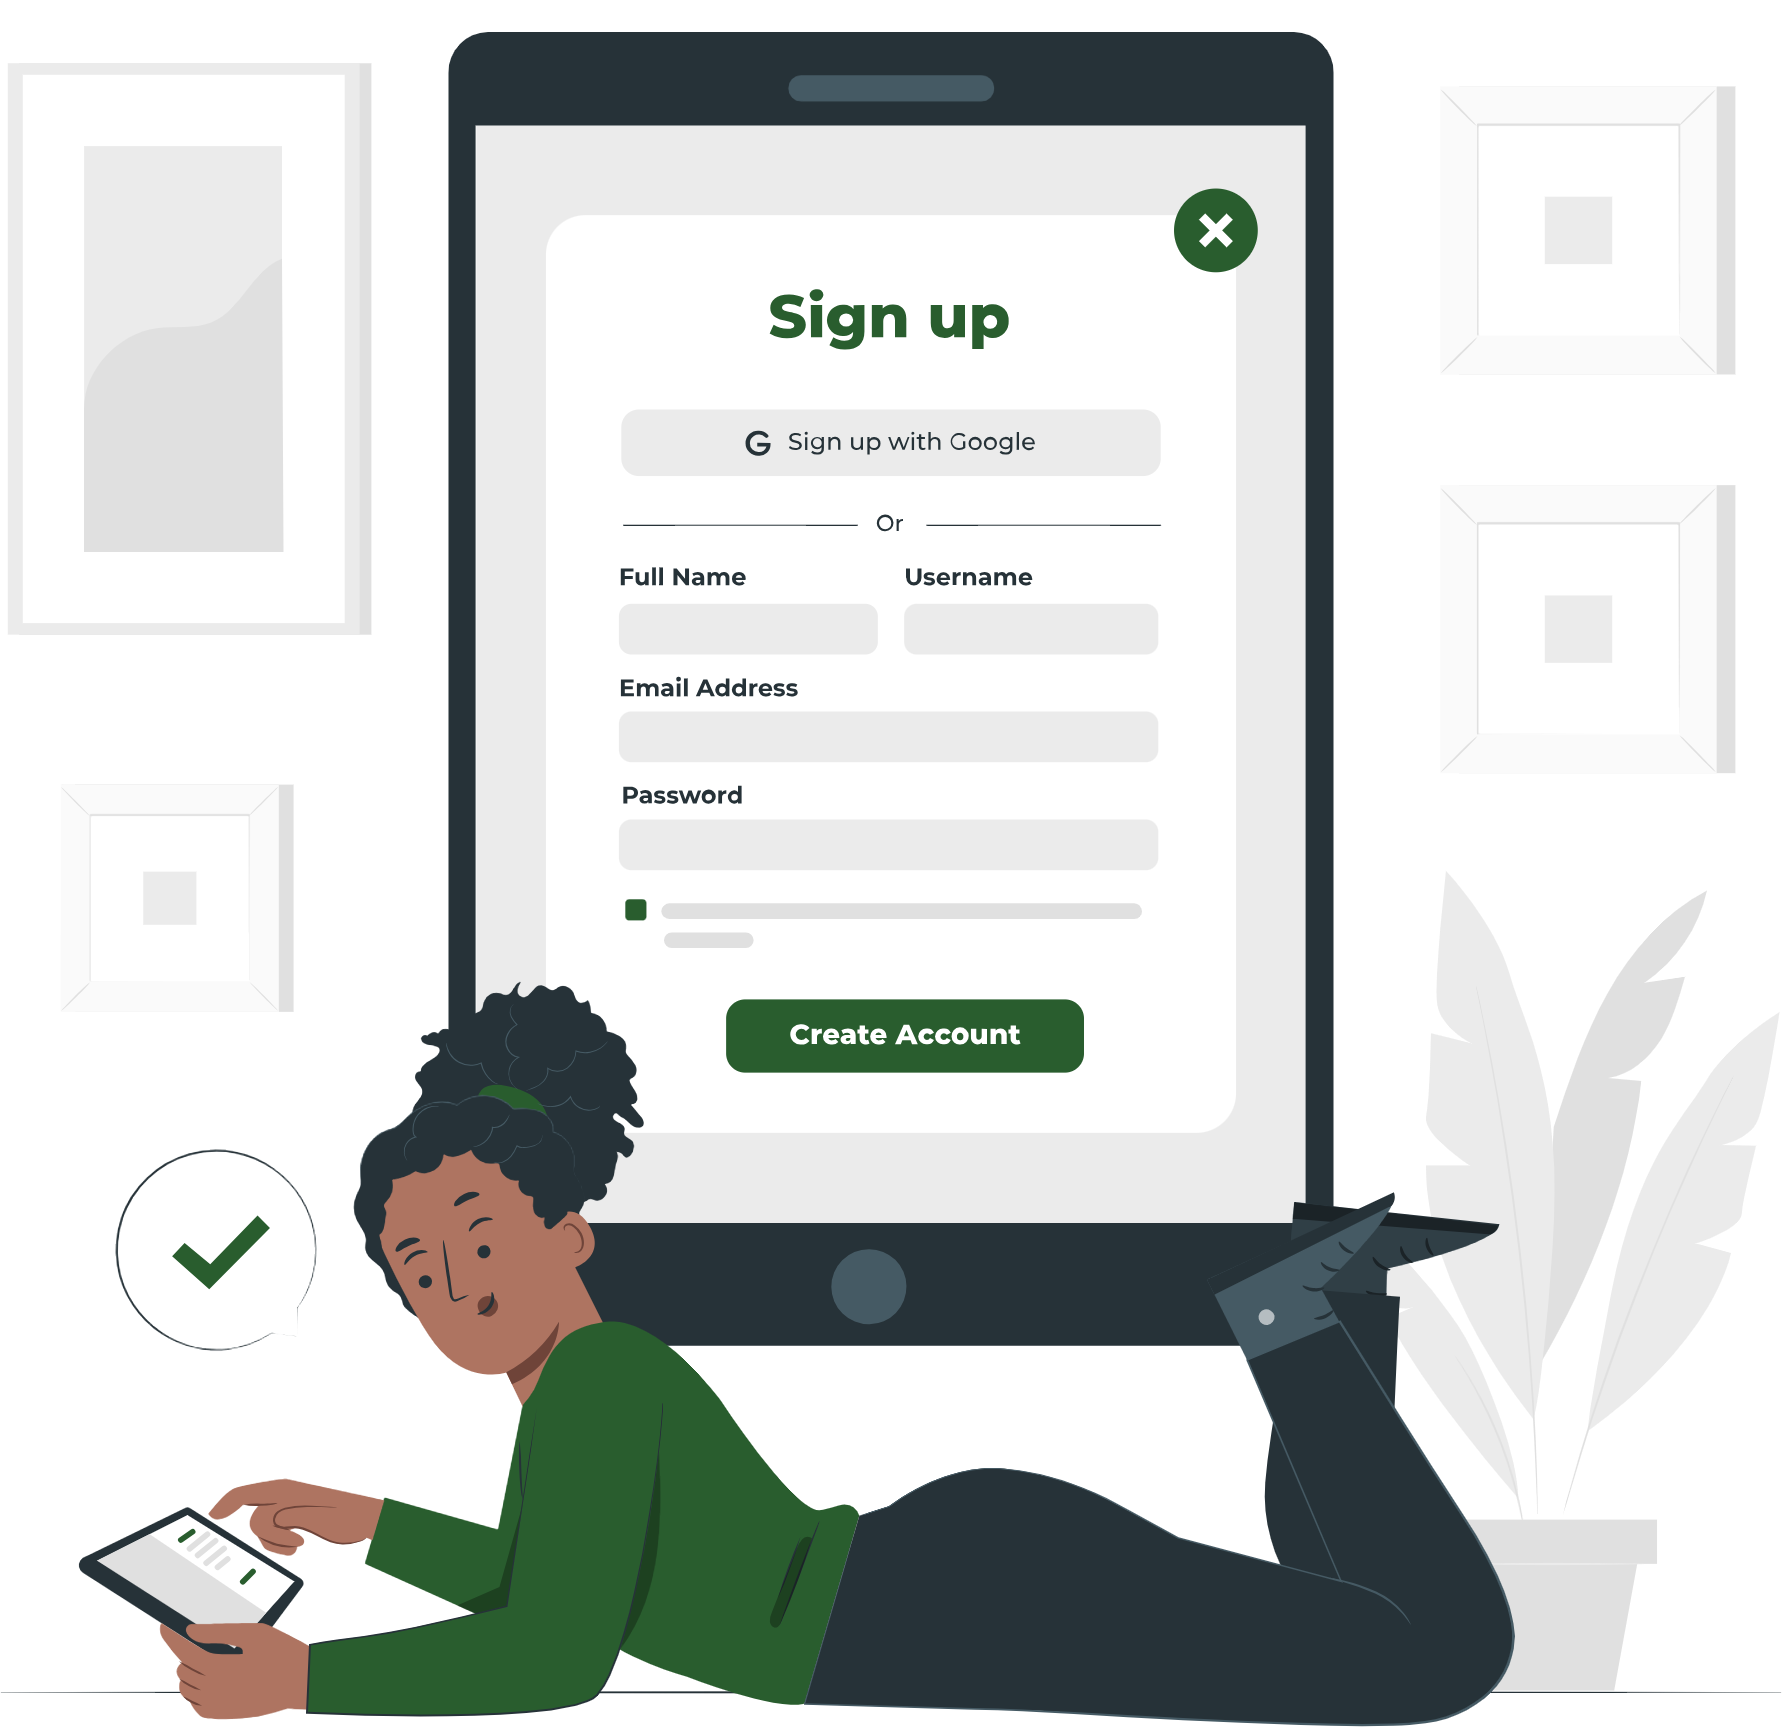 Sign up
G Sign up with Google
Or
Full Name Username
Email Address
Password
Create Account